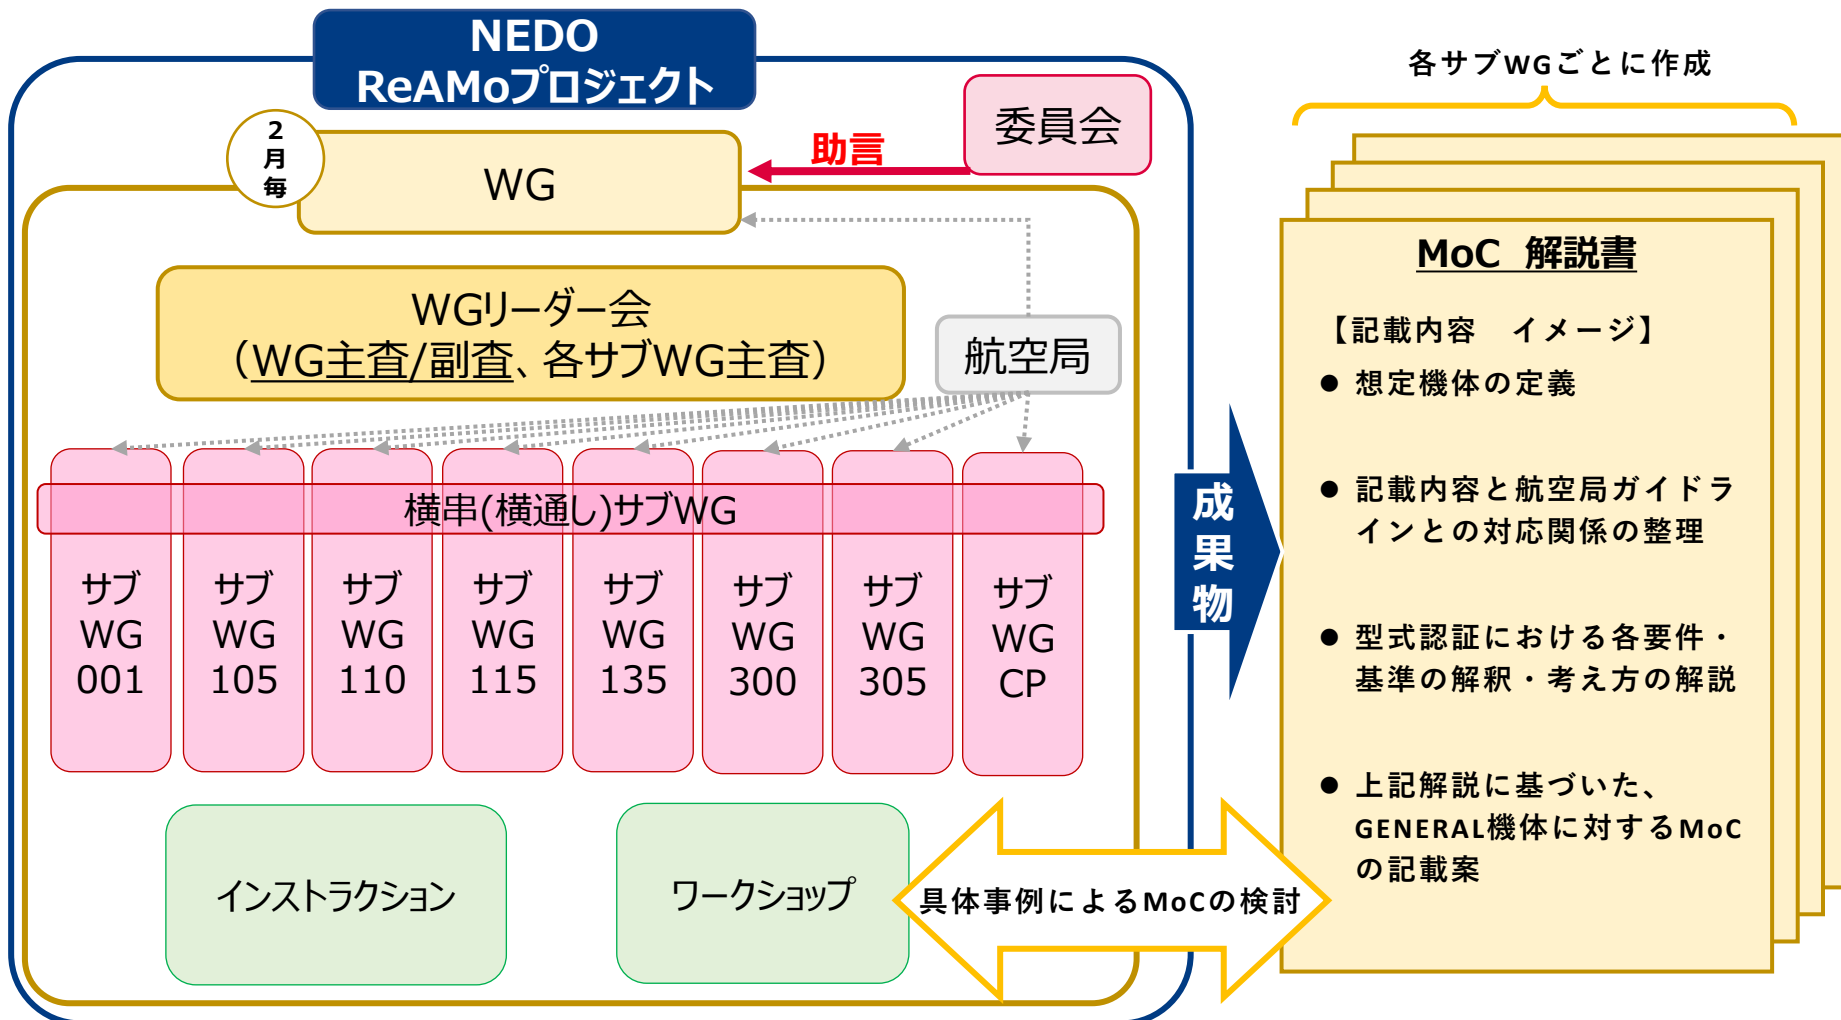 NEDO
ReAMoプロジェクト
各サブWGごとに作成
2
月
毎
WG
助言
委員会
WGリーダー会
（WG主査/副査、各サブWG主査）
航空局
横串(横通し)サブWG
サブ
WG
001
サブ
WG
105
サブ
WG
110
サブ
WG
115
サブ
WG
135
サブ
WG
300
サブ
WG
305
サブ
WG
CP
インストラクション
ワークショップ
具体事例によるMoCの検討
成
果
物
MoC 解説書
【記載内容　イメージ】
● 想定機体の定義
● 記載内容と航空局ガイドラ
インとの対応関係の整理
● 型式認証における各要件・
基準の解釈・考え方の解説
● 上記解説に基づいた、
GENERAL機体に対するMoC
の記載案